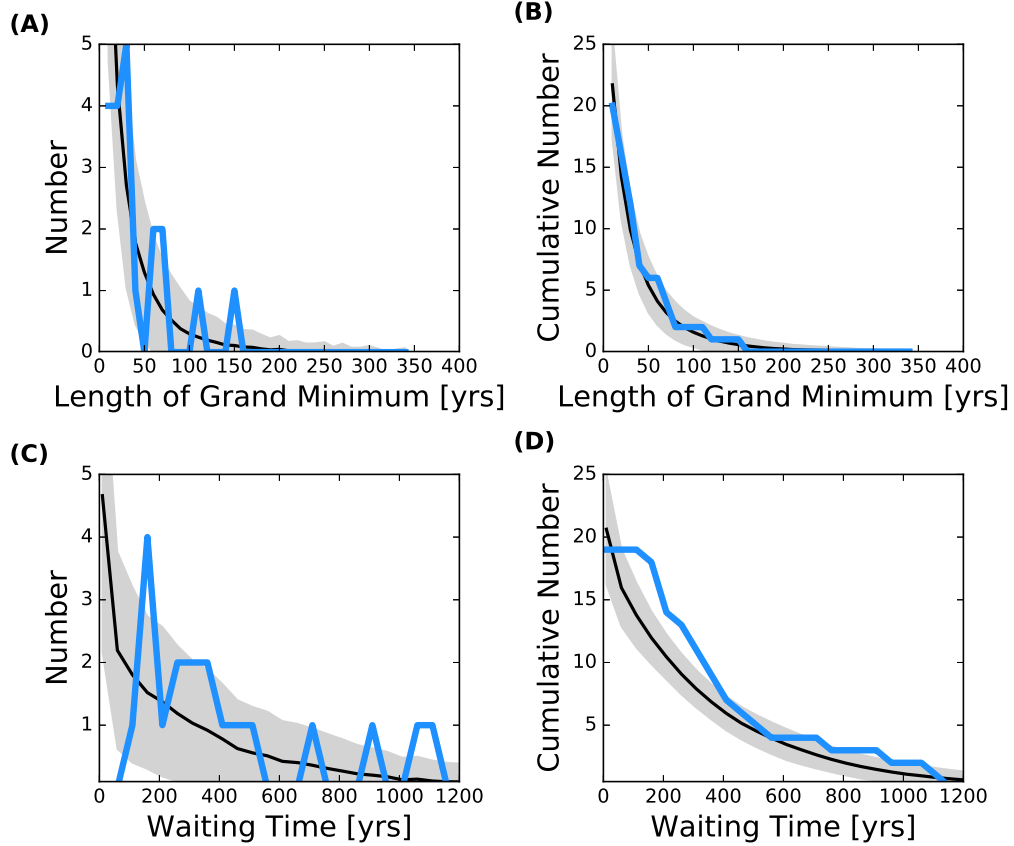 (A)
5
4
3
2
1
0
Number
0 50 100 150 200 250 300 350 400
Length of Grand Minimum [yrs]
(B)
25
20
15
10
5
0
Cumulative Number
0 50 100 150 200 250 300 350 400
Length of Grand Minimum [yrs]
(C)
5
4
3
2
1
Number
0 200 400 600 800 1000 1200
Waiting Time [yrs]
(D)
25
20
15
10
5
Cumulative Number
0 200 400 600 800 1000 1200
Waiting Time [yrs]